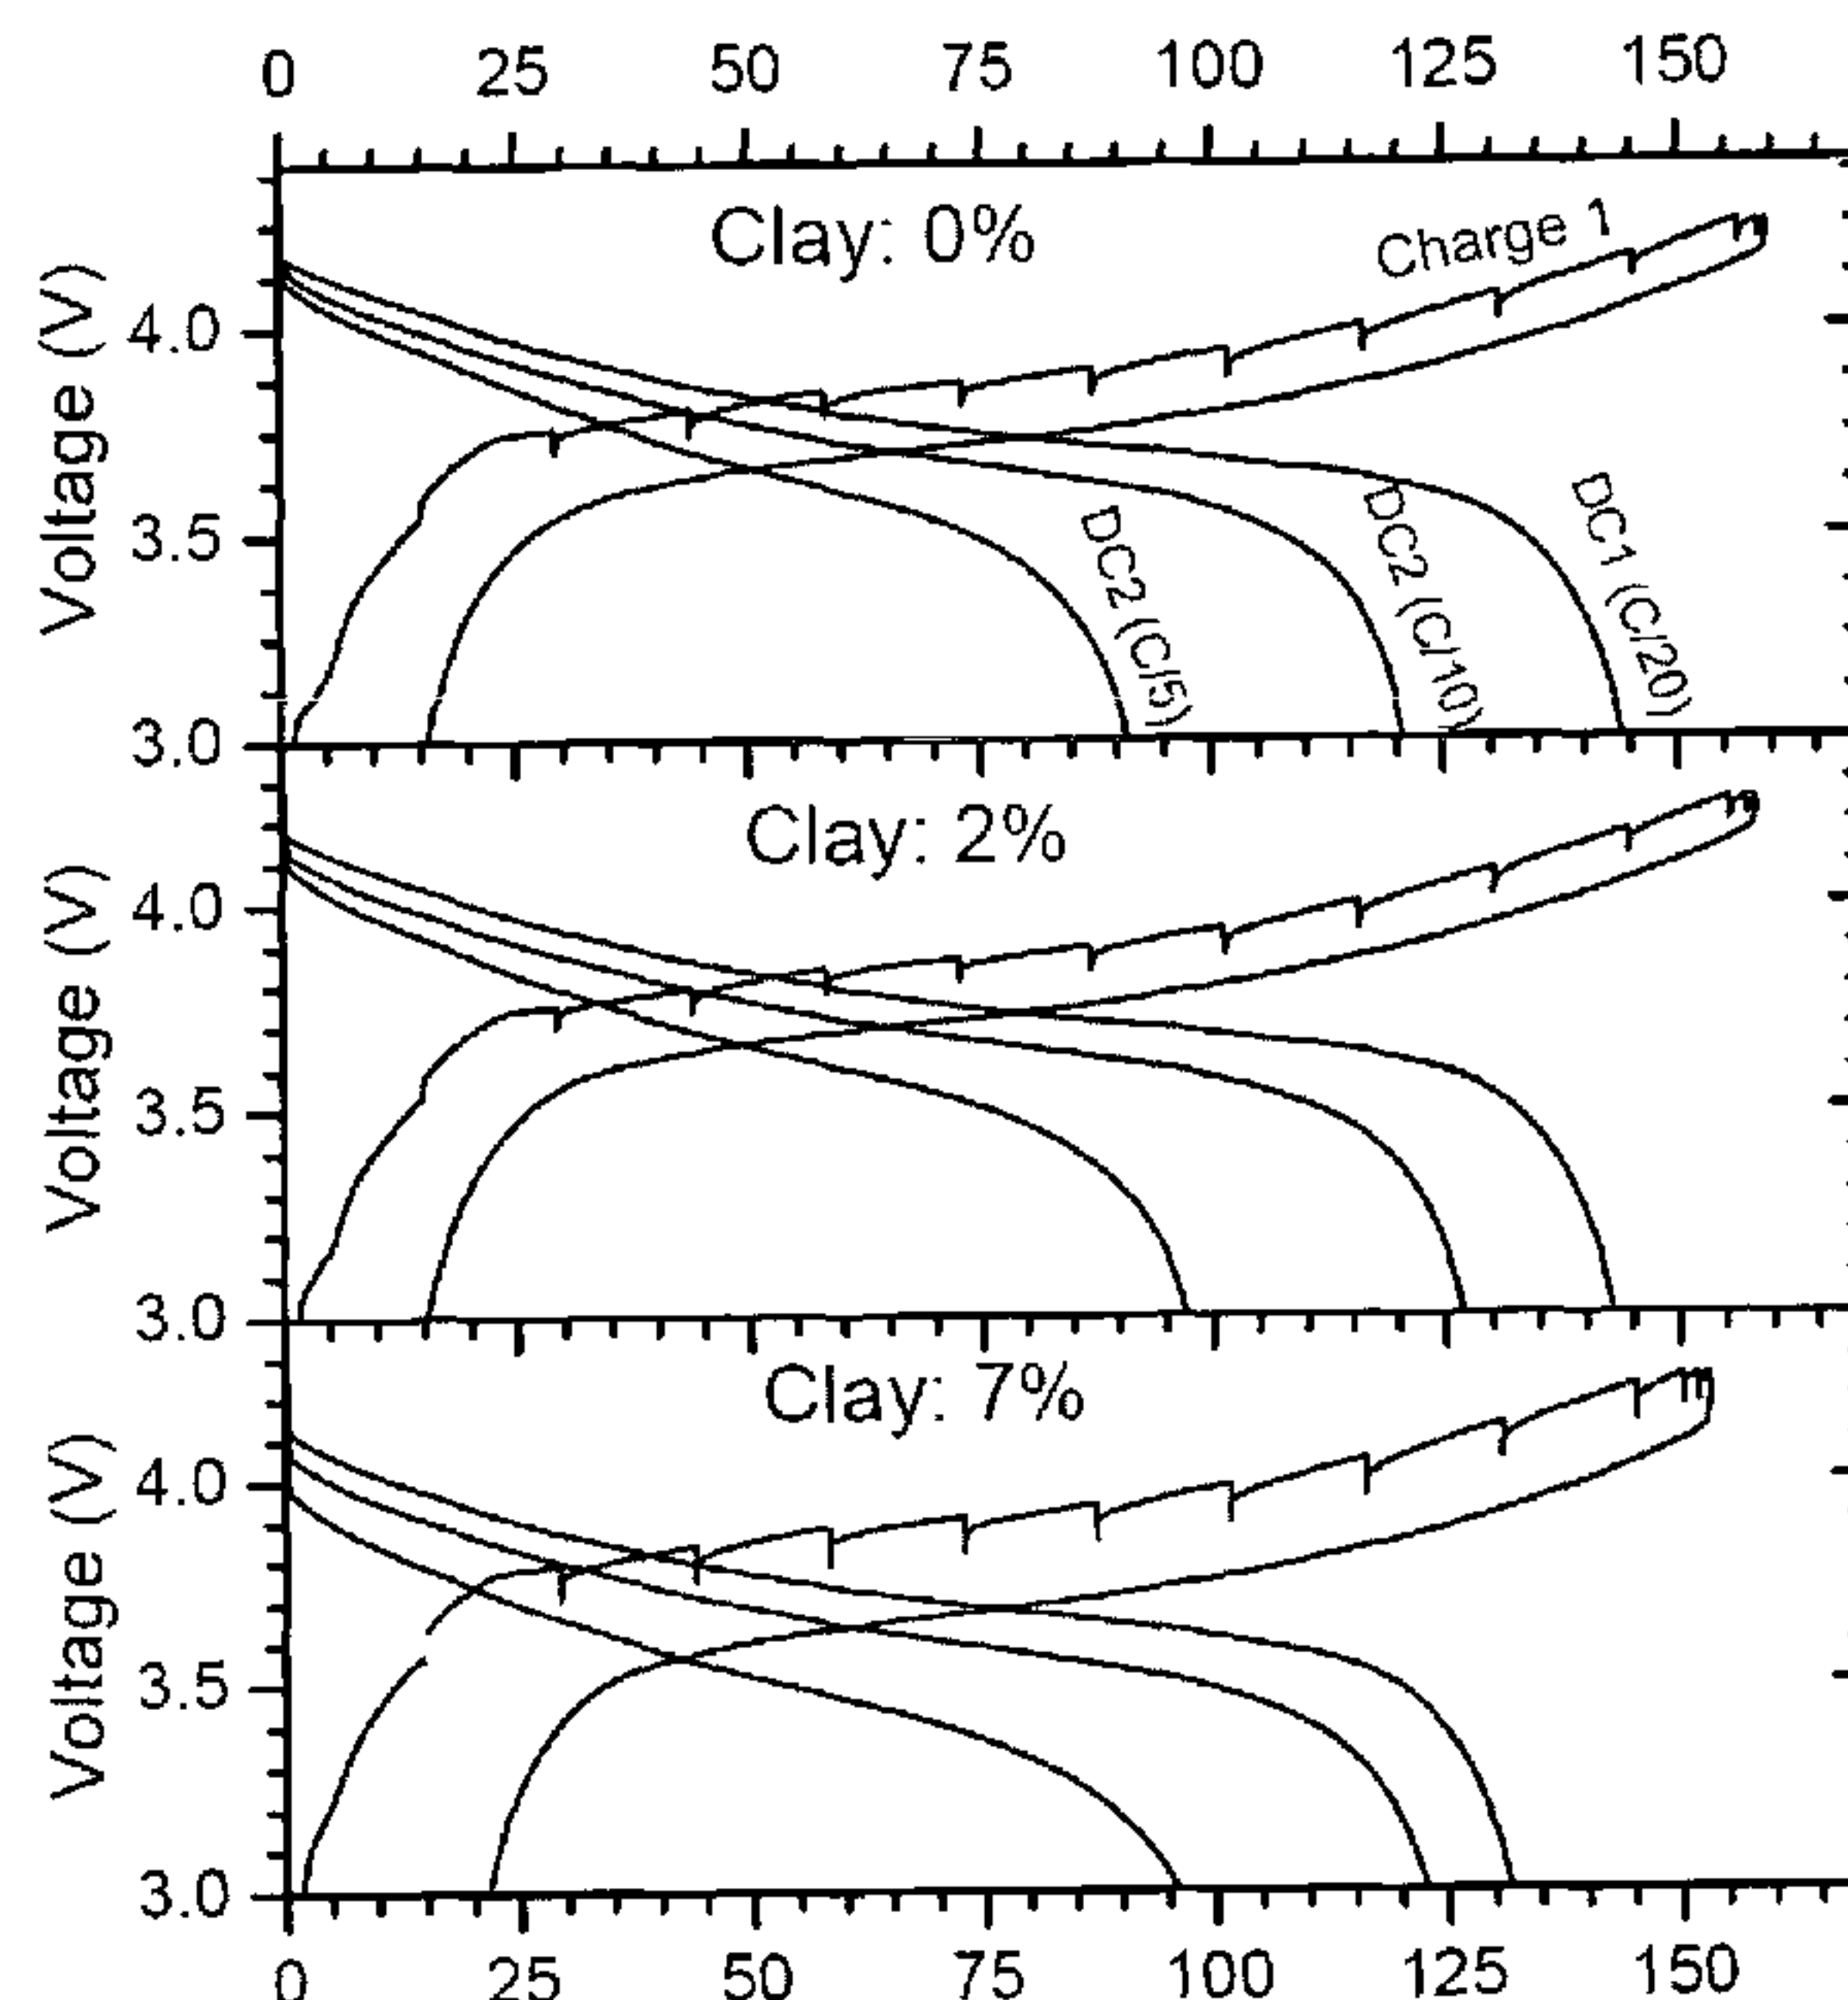 0 25 50 75 100 125 150
Clay: 0%
Charge 1
Voltage (V)
4.0
3.5
3.0
DC2 (C/5)
DC2 (C/10)
DC1 (C/20)
Clay: 2%
Voltage (V)
4.0
3.5
3.0
Clay: 7%
Voltage (V)
4.0
3.5
3.0
0 25 50 75 100 125 150